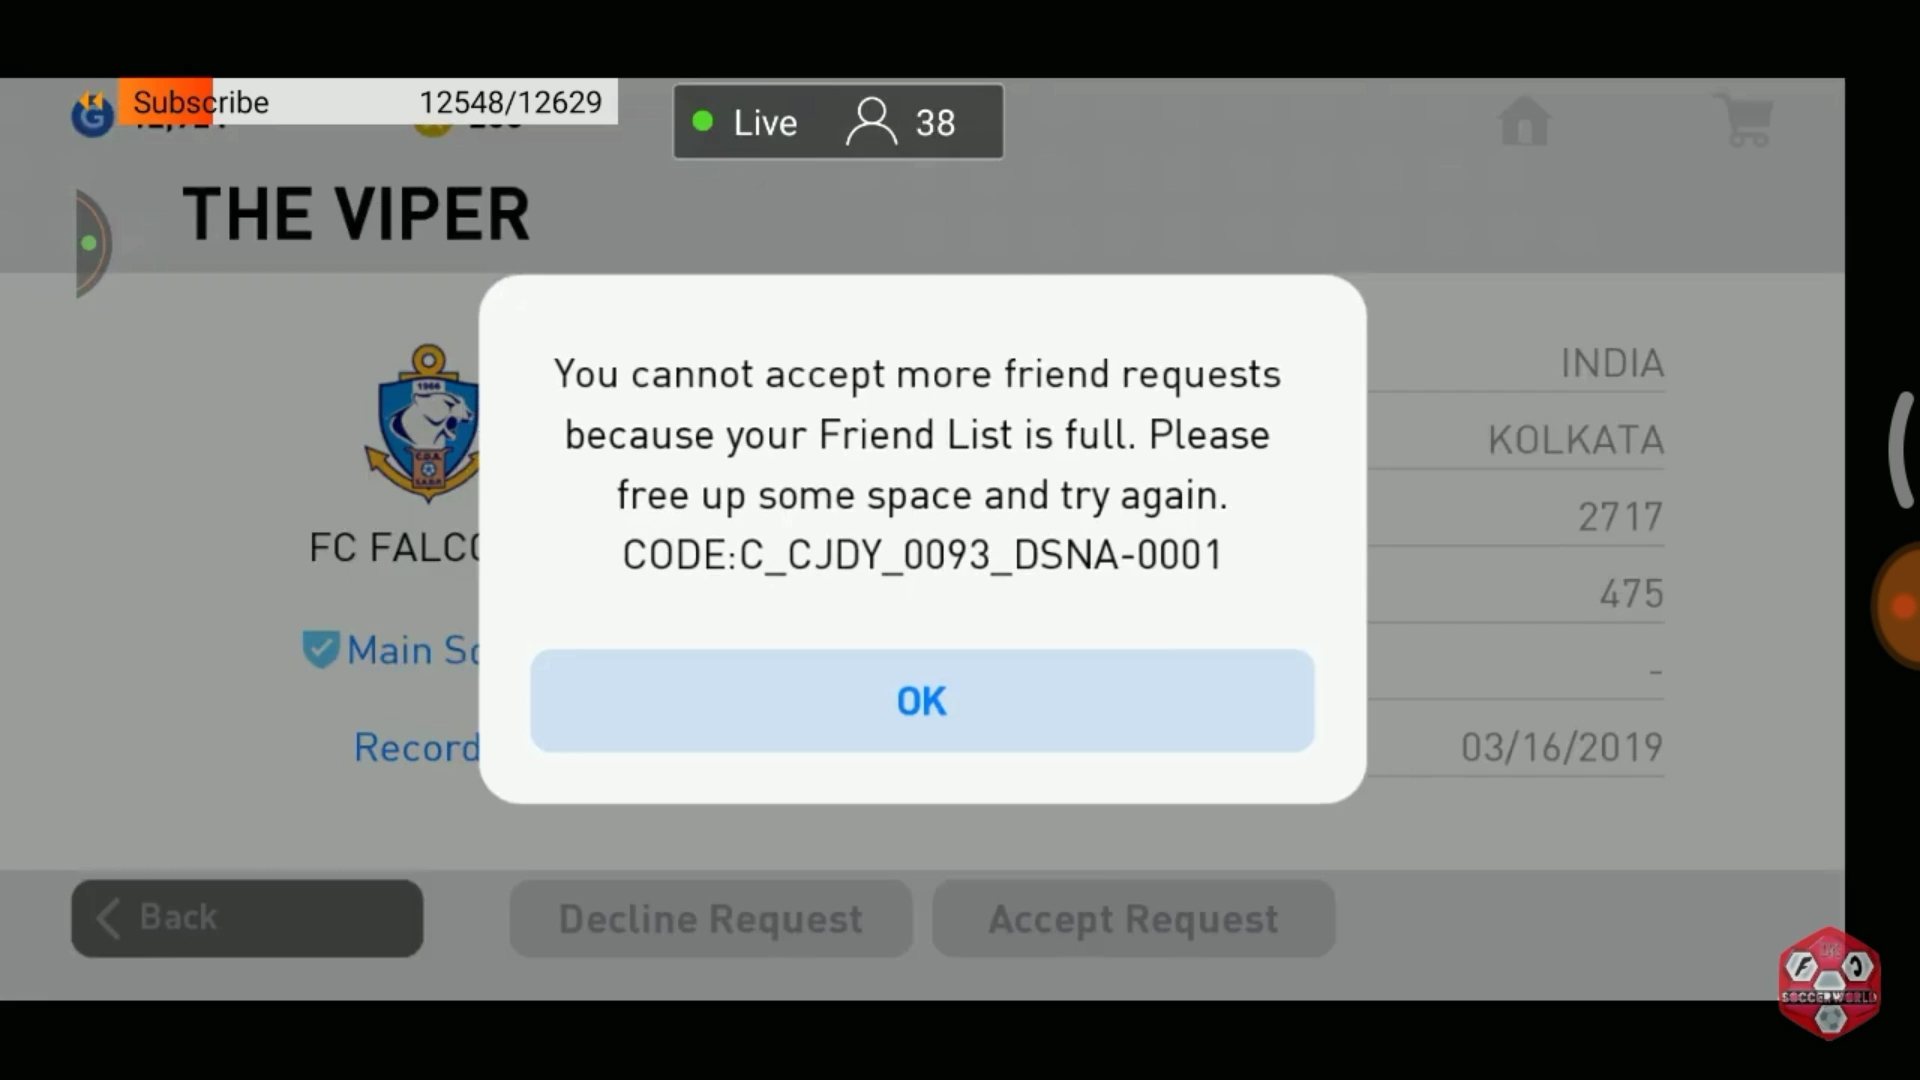 Subscribe 12548/12629
Live 38
THE VIPER
You cannot accept more friend requests
because your Friend List is full. Please
free up some space and try again.
CODE:C_CJDY_0093_DSNA-0001
OK
1966
C.D.A.
FC
Main
Record
INDIA
KOLKATA
2717
475
-
03/16/2019
Back
Decline Request
Accept Request
SOCCERWORLD